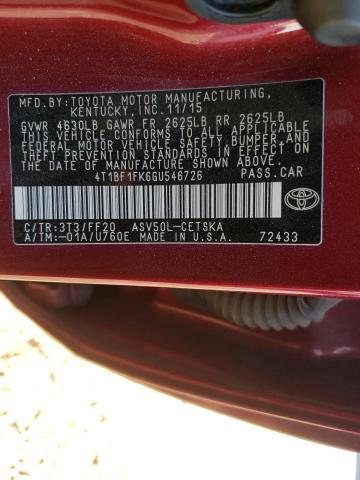 MFD.BY:TOYOTA MOTOR MANUFACTURING,
KENTUCKY, INC. 11/15
GVWR 4630LB GAWR FR 2625LB RR 2625LB
THIS VEHICLE CONFORMS TO ALL APPLICABLE
FEDERAL MOTOR VEHICLE SAFETY,BUMPER,AND
THEFT PREVENTION STANDARDS IN EFFECT ON
THE DATE OF MANUFACTURE SHOWN ABOVE.
4T1BF1FK6GU546726 PASS.CAR
C/TR:3T3/FF20 ASV50L-CETSKA
A/TM:-01A/U760E MADE IN U.S.A. 72433